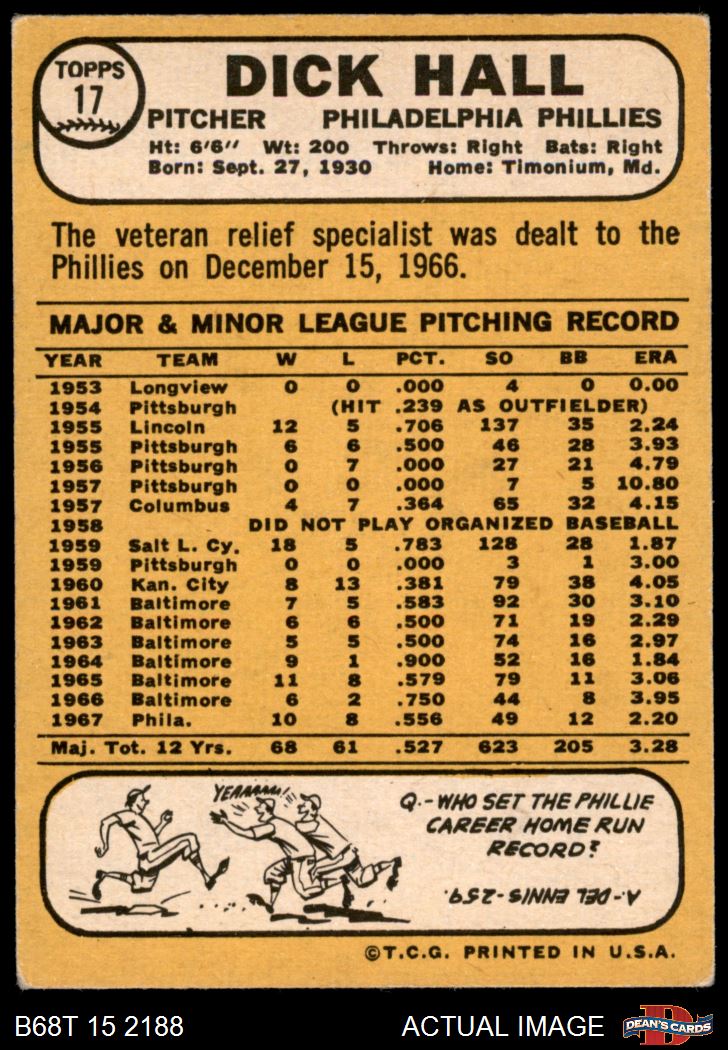 TOPPS
17
DICK HALL
PITCHER PHILADELPHIA PHILLIES
Ht: 6'6" Wt: 200 Throws: Right Bats: Right
Born: Sept. 27, 1930 Home: Timonium, Md.
The veteran relief specialist was dealt to the
Phillies on December 15, 1966.
MAJOR & MINOR LEAGUE PITCHING RECORD
YEAR TEAM W L PCT. SO BB ERA
1953 Longview 0 0 .000 4 0 0.00
1954 Pittsburgh (HIT .239 AS OUTFIELDER)
1955 Lincoln 12 5 .706 137 35 2.24
1955 Pittsburgh 6 6 .500 46 28 3.93
1956 Pittsburgh 0 7 .000 27 21 4.79
1957 Pittsburgh 0 0 .000 7 5 10.80
1957 Columbus 4 7 .364 65 32 4.15
1958 DID NOT PLAY ORGANIZED BASEBALL
1959 Salt L. Cy. 18 5 .783 128 28 1.87
1959 Pittsburgh 0 0 .000 3 1 3.00
1960 Kan. City 8 13 .381 79 38 4.05
1961 Baltimore 7 5 .583 92 30 3.10
1962 Baltimore 6 6 .500 71 19 2.29
1963 Baltimore 5 5 .500 74 16 2.97
1964 Baltimore 9 1 .900 52 16 1.84
1965 Baltimore 11 8 .579 79 11 3.06
1966 Baltimore 6 2 .750 44 8 3.95
1967 Phila. 10 8 .556 49 12 2.20
Maj. Tot. 12 Yrs. 68 61 .527 623 205 3.28
YEAAAAA!
Q.-WHO SET THE PHILLIE
CAREER HOME RUN
RECORD?
A.-DEL ENNIS-259.
©T.C.G. PRINTED IN U.S.A.
B68T 15 2188 ACTUAL IMAGE
D
DEAN'S CARDS